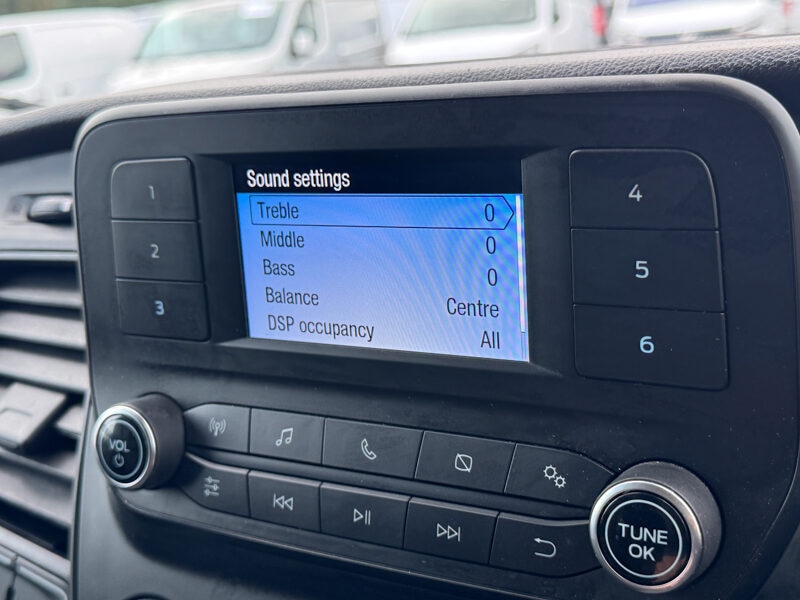 Sound settings
Treble 0
Middle 0
Bass 0
Balance Centre
DSP occupancy All
1
2
3
4
5
6
VOL
TUNE
OK